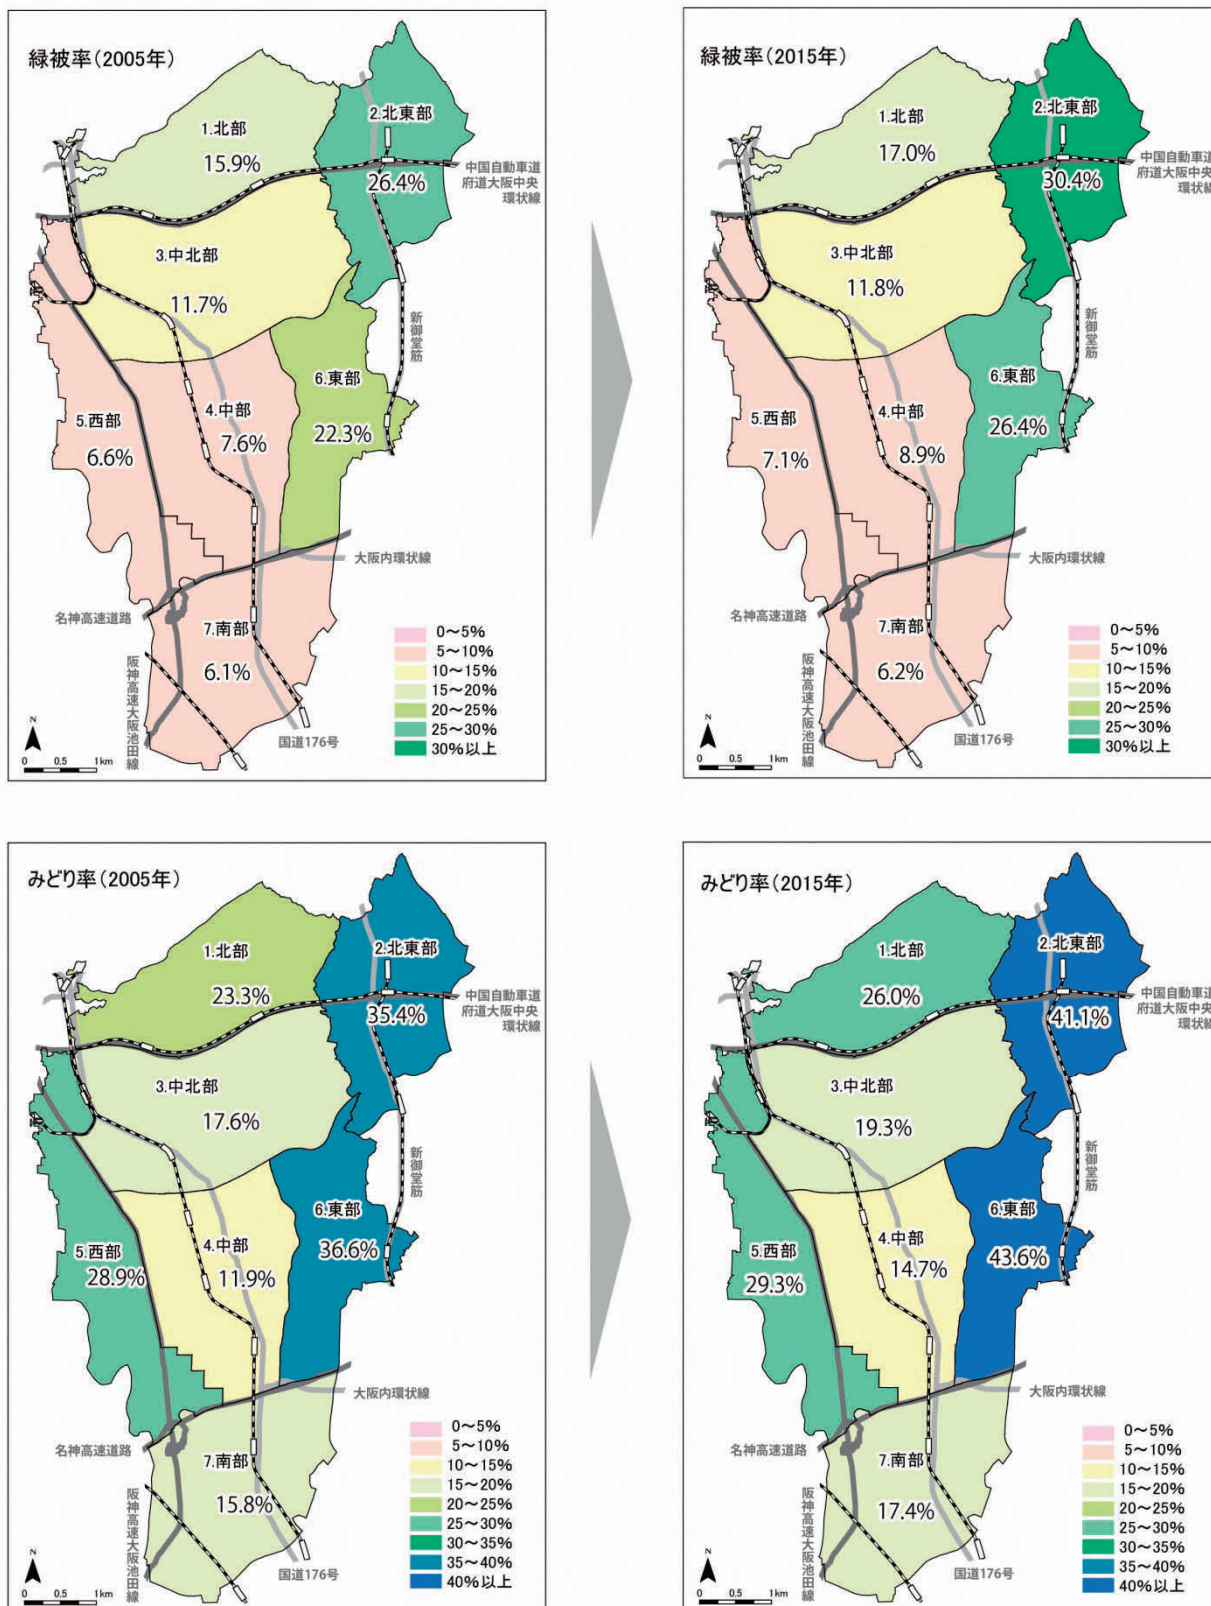 緑被率(2005年)
1.北部
15.9%
2.北東部
26.4%
中国自動車道
府道大阪中央
環状線
3.中北部
11.7%
新御堂筋
6.東部
22.3%
4.中部
7.6%
5.西部
6.6%
大阪内環状線
名神高速道路
7.南部
6.1%
阪神高速大阪池田線
国道176号
0～5%
5～10%
10～15%
15～20%
20～25%
25～30%
30%以上
N
0 0.5 1km
緑被率(2015年)
1.北部
17.0%
2.北東部
30.4%
中国自動車道
府道大阪中央
環状線
3.中北部
11.8%
新御堂筋
6.東部
26.4%
4.中部
8.9%
5.西部
7.1%
大阪内環状線
名神高速道路
7.南部
6.2%
阪神高速大阪池田線
国道176号
0～5%
5～10%
10～15%
15～20%
20～25%
25～30%
30%以上
N
0 0.5 1km
みどり率(2005年)
1.北部
23.3%
2.北東部
35.4%
中国自動車道
府道大阪中央
環状線
3.中北部
17.6%
新御堂筋
6.東部
36.6%
4.中部
11.9%
5.西部
28.9%
大阪内環状線
名神高速道路
7.南部
15.8%
阪神高速大阪池田線
国道176号
0～5%
5～10%
10～15%
15～20%
20～25%
25～30%
30～35%
35～40%
40%以上
N
0 0.5 1km
みどり率(2015年)
1.北部
26.0%
2.北東部
41.1%
中国自動車道
府道大阪中央
環状線
3.中北部
19.3%
新御堂筋
6.東部
43.6%
4.中部
14.7%
5.西部
29.3%
大阪内環状線
名神高速道路
7.南部
17.4%
阪神高速大阪池田線
国道176号
0～5%
5～10%
10～15%
15～20%
20～25%
25～30%
30～35%
35～40%
40%以上
N
0 0.5 1km